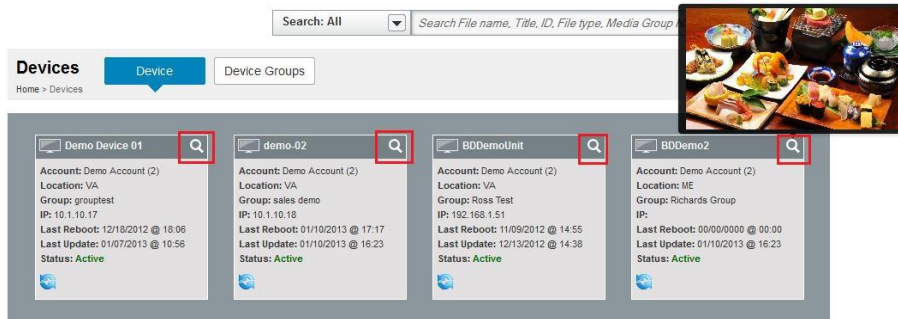 Search: All
Search File name, Title, ID, File type, Media Group
Devices
Device
Device Groups
Home > Devices
Demo Device 01
Account: Demo Account (2)
Location: VA
Group: grouptest
IP: 10.1.10.17
Last Reboot: 12/18/2012 @ 18:06
Last Update: 01/07/2013 @ 10:56
Status: Active
demo-02
Account: Demo Account (2)
Location: VA
Group: sales demo
IP: 10.1.10.18
Last Reboot: 01/10/2013 @ 17:17
Last Update: 01/10/2013 @ 16:23
Status: Active
BDDemoUnit
Account: Demo Account (2)
Location: VA
Group: Ross Test
IP: 192.168.1.51
Last Reboot: 11/09/2012 @ 14:55
Last Update: 12/13/2012 @ 14:38
Status: Active
BDDemo2
Account: Demo Account (2)
Location: ME
Group: Richards Group
IP:
Last Reboot: 00/00/0000 @ 00:00
Last Update: 01/10/2013 @ 16:23
Status: Active